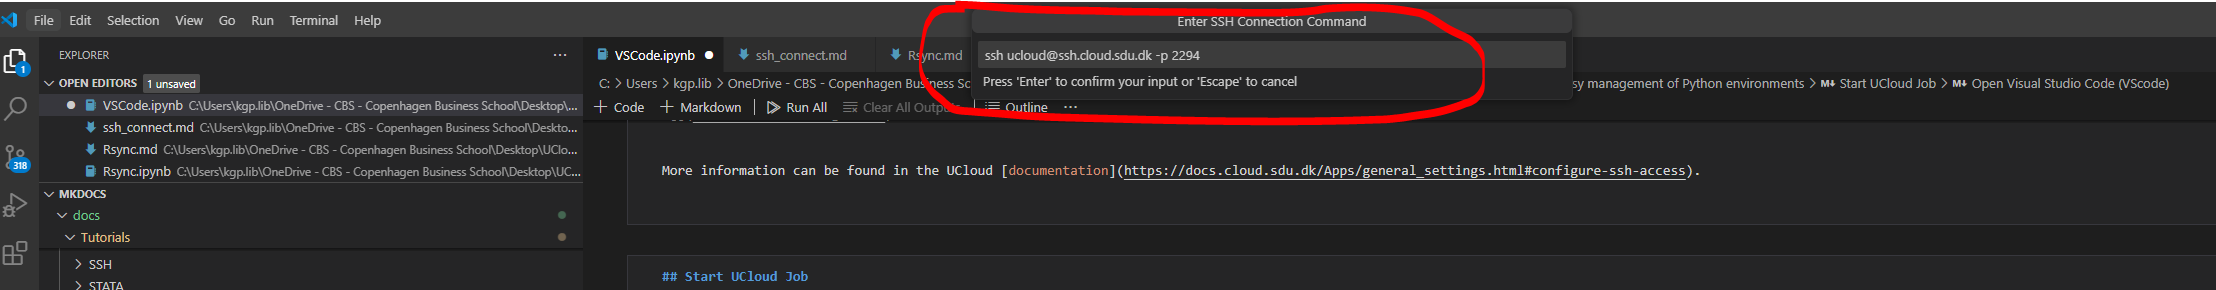 File Edit Selection View Go Run Terminal Help
Enter SSH Connection Command
ssh ucloud@ssh.cloud.sdu.dk -p 2294
Press 'Enter' to confirm your input or 'Escape' to cancel
1
318
EXPLORER ...
OPEN EDITORS 1 unsaved
VSCode.ipynb C:\Users\kgp.lib\OneDrive - CBS - Copenhagen Business School\Desktop\...
ssh_connect.md C:\Users\kgp.lib\OneDrive - CBS - Copenhagen Business School\Deskto...
Rsync.md C:\Users\kgp.lib\OneDrive - CBS - Copenhagen Business School\Desktop\UClo...
Rsync.ipynb C:\Users\kgp.lib\OneDrive - CBS - Copenhagen Business School\Desktop\UC...
MKDOCS
docs
Tutorials
> SSH
> STATA
VSCode.ipynb ssh_connect.md Rsync.md
C: > Users > kgp.lib > OneDrive - CBS - Copenhagen Business Sc sy management of Python environments > M↓ Start UCloud Job > M↓ Open Visual Studio Code (VScode)
+ Code + Markdown Run All Clear All Outp Outline ...
More information can be found in the UCloud [documentation](https://docs.cloud.sdu.dk/Apps/general_settings.html#configure-ssh-access).
## Start UCloud Job